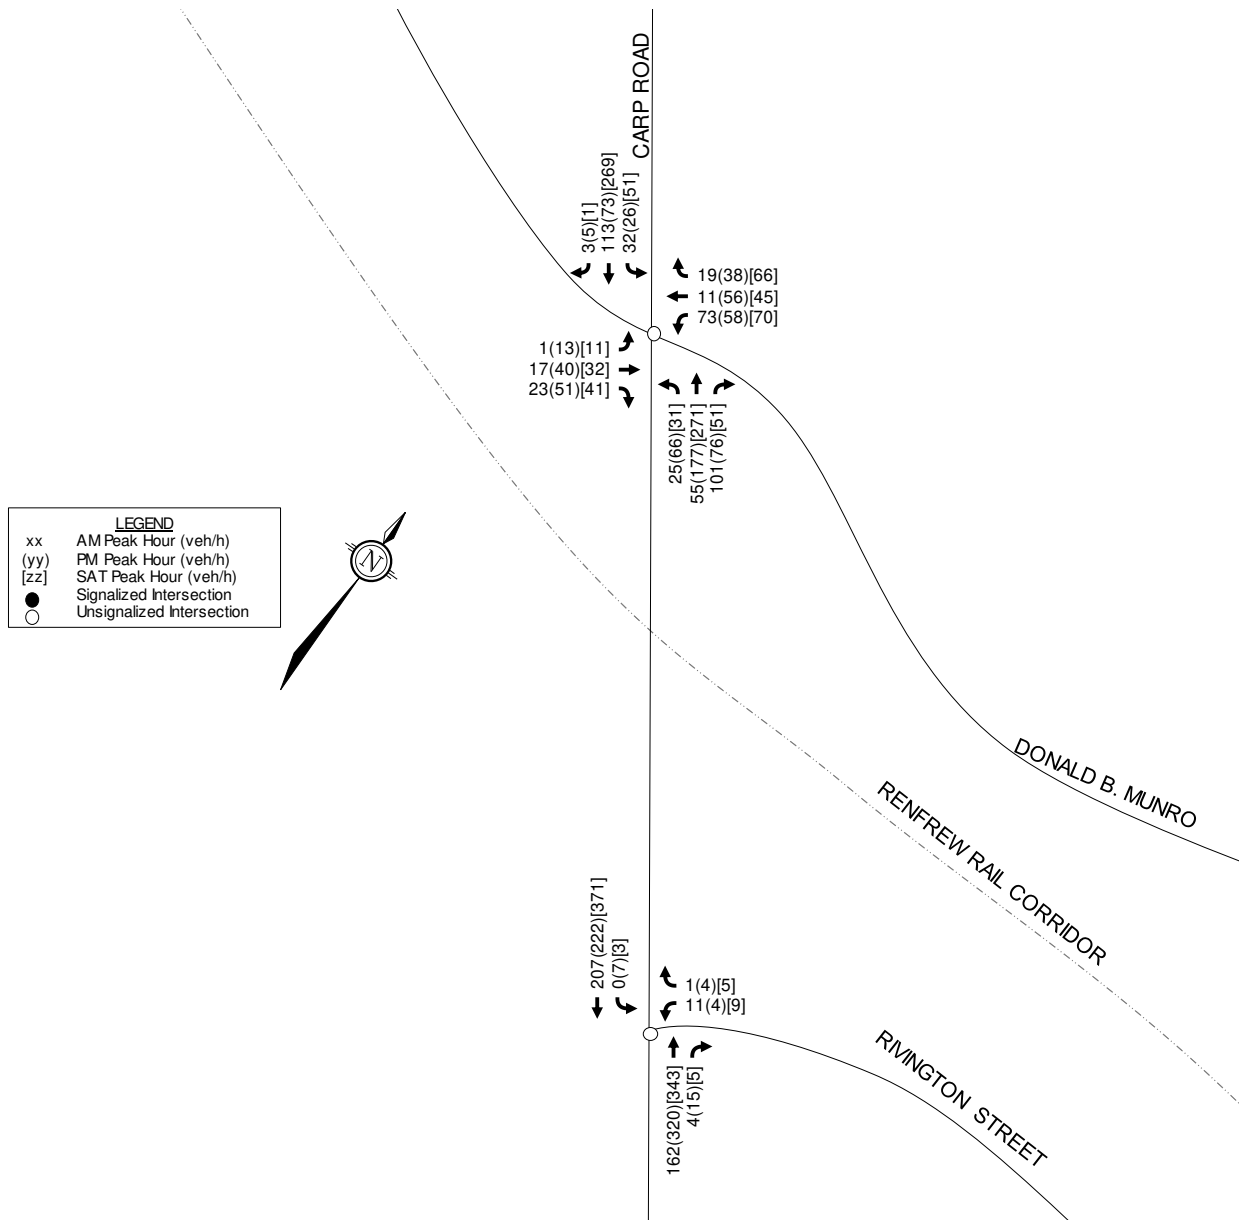 CARP ROAD
3(5)[1]
113(73)[269]
32(26)[51]
19(38)[66]
11(56)[45]
73(58)[70]
1(13)[11]
17(40)[32]
23(51)[41]
25(66)[31]
55(177)[271]
101(76)[51]
LEGEND
xx AM Peak Hour (veh/h)
(yy) PM Peak Hour (veh/h)
[zz] SAT Peak Hour (veh/h)
Signalized Intersection
Unsignalized Intersection
N
DONALD B. MUNRO
RENFREW RAIL CORRIDOR
207(222)[371]
0(7)[3]
1(4)[5]
11(4)[9]
162(320)[343]
4(15)[5]
RIVINGTON STREET